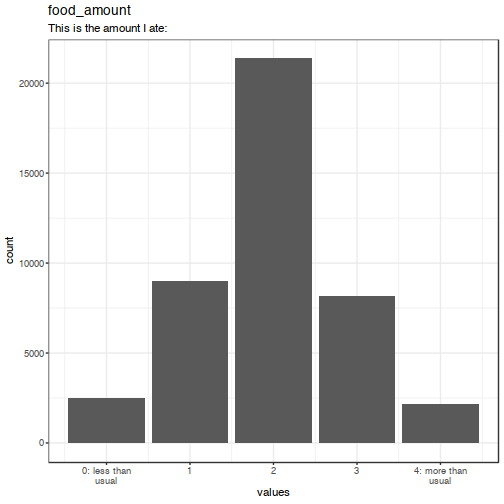 food_amount
This is the amount I ate:
count
20000
15000
10000
5000
0
0: less than
usual
1
2
3
4: more than
usual
values